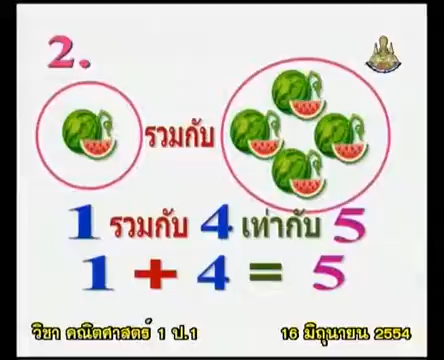 2.
รวมกับ
1 รวมกับ 4 เท่ากับ 5
1 + 4 = 5
วิชา คณิตศาสตร์ 1 ป.1
16 มิถุนายน 2554